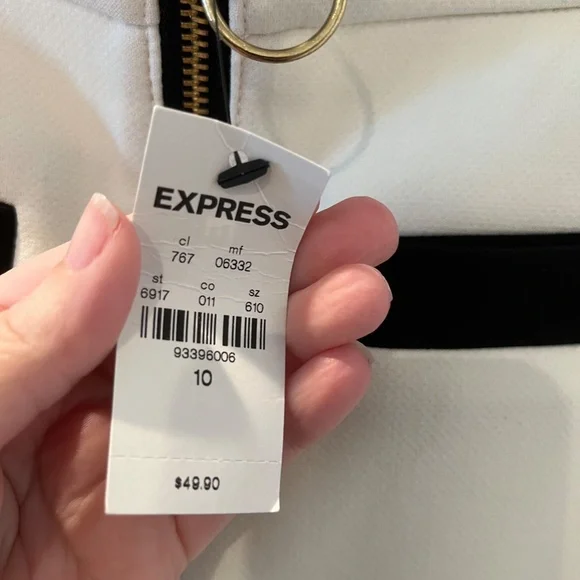 EXPRESS
cl mf
767 06332
st co sz
6917 011 610
93396006
10
$49.90